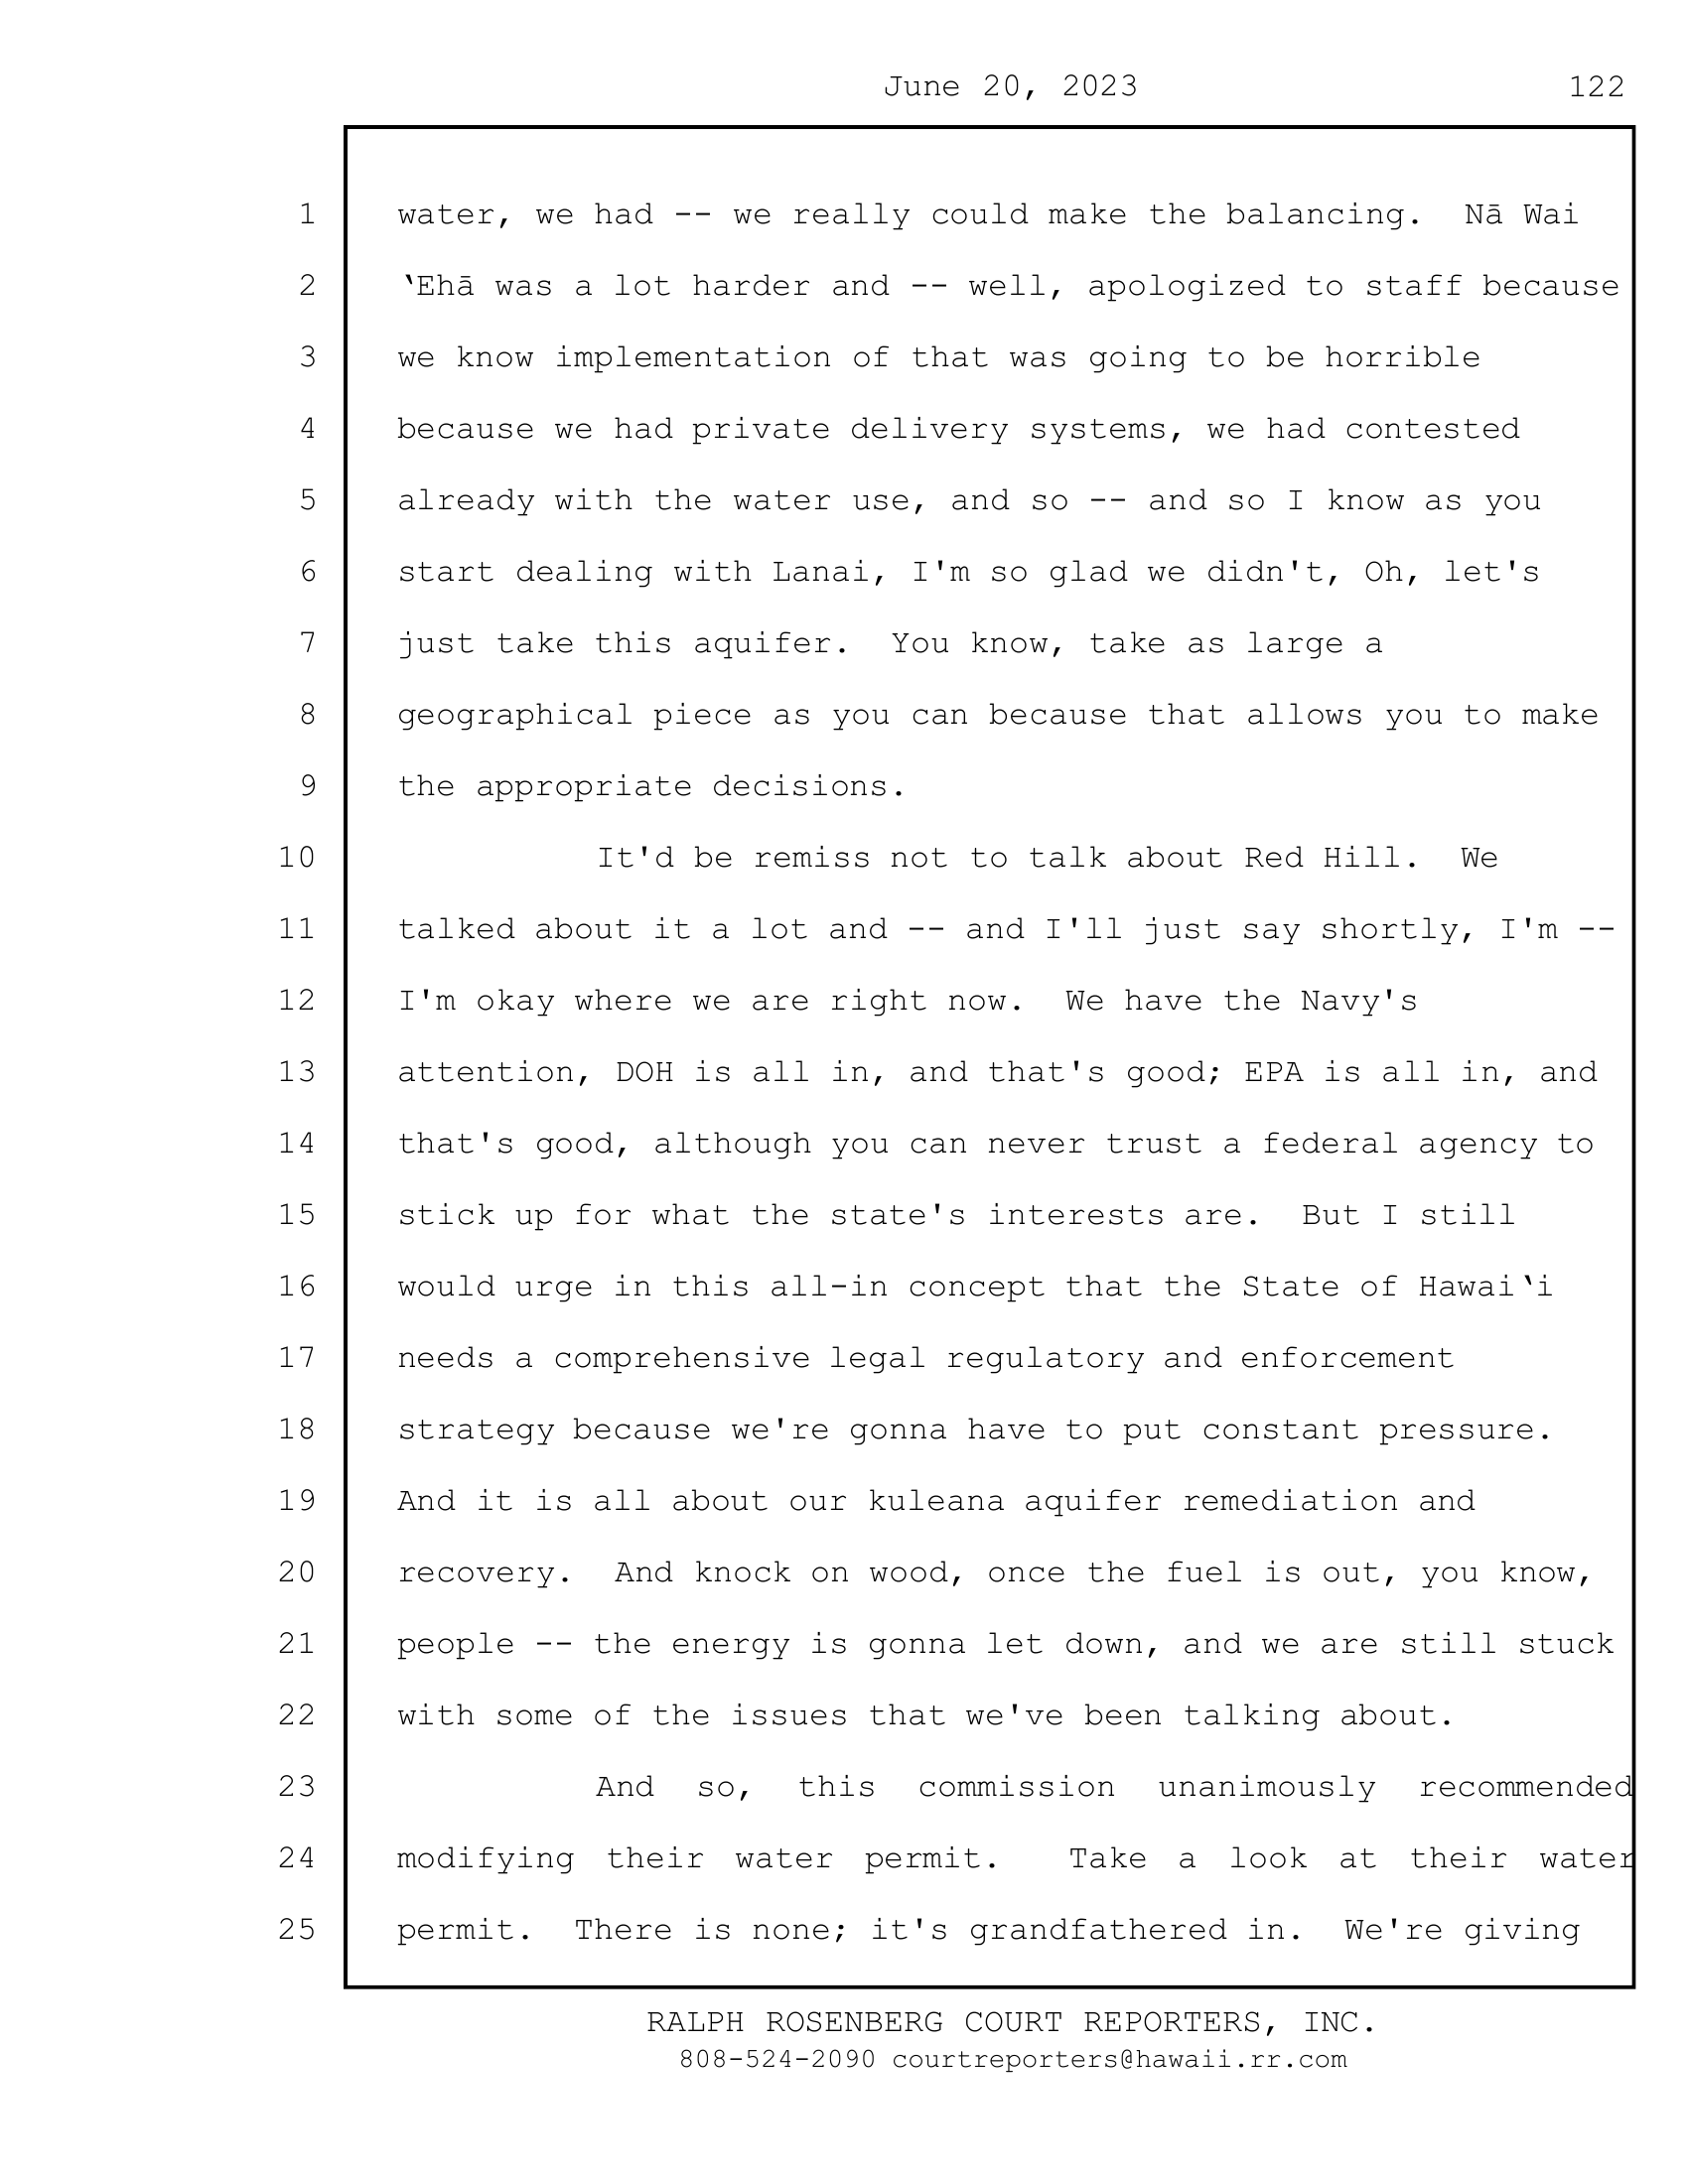 June 20, 2023 122
1 water, we had -- we really could make the balancing.  Nā Wai
2 ‛Ehā was a lot harder and -- well, apologized to staff because
3 we know implementation of that was going to be horrible
4 because we had private delivery systems, we had contested
5 already with the water use, and so -- and so I know as you
6 start dealing with Lanai, I'm so glad we didn't, Oh, let's
7 just take this aquifer.  You know, take as large a
8 geographical piece as you can because that allows you to make
9 the appropriate decisions.
10 It'd be remiss not to talk about Red Hill.  We
11 talked about it a lot and -- and I'll just say shortly, I'm --
12 I'm okay where we are right now.  We have the Navy's
13 attention, DOH is all in, and that's good; EPA is all in, and
14 that's good, although you can never trust a federal agency to
15 stick up for what the state's interests are.  But I still
16 would urge in this all-in concept that the State of Hawai‛i
17 needs a comprehensive legal regulatory and enforcement
18 strategy because we're gonna have to put constant pressure.
19 And it is all about our kuleana aquifer remediation and
20 recovery.  And knock on wood, once the fuel is out, you know,
21 people -- the energy is gonna let down, and we are still stuck
22 with some of the issues that we've been talking about.
23 And so, this commission unanimously recommended
24 modifying their water permit.  Take a look at their water
25 permit.  There is none; it's grandfathered in.  We're giving
RALPH ROSENBERG COURT REPORTERS, INC.
808-524-2090 courtreporters@hawaii.rr.com